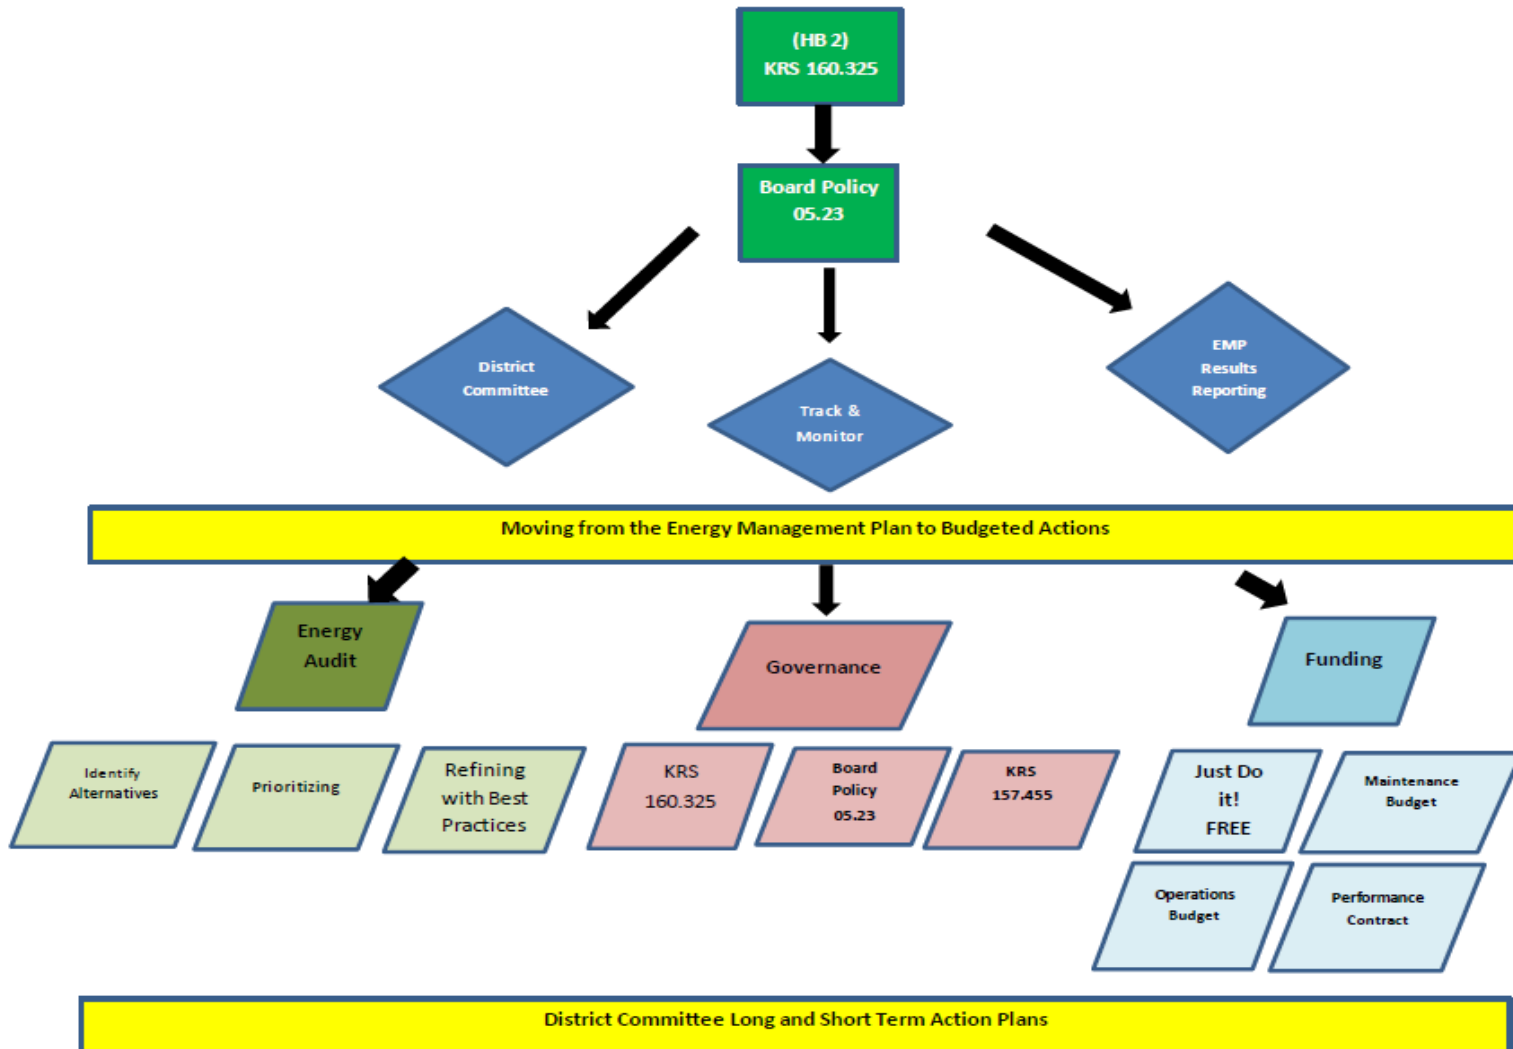 (HB 2)
KRS 160.325
Board Policy
05.23
District
Committee
Track &
Monitor
EMP
Results
Reporting
Moving from the Energy Management Plan to Budgeted Actions
Energy
Audit
Governance
Funding
Identify
Alternatives
Prioritizing
Refining
with Best
Practices
KRS
160.325
Board
Policy
05.23
KRS
157.455
Just Do
it!
FREE
Maintenance
Budget
Operations
Budget
Performance
Contract
District Committee Long and Short Term Action Plans